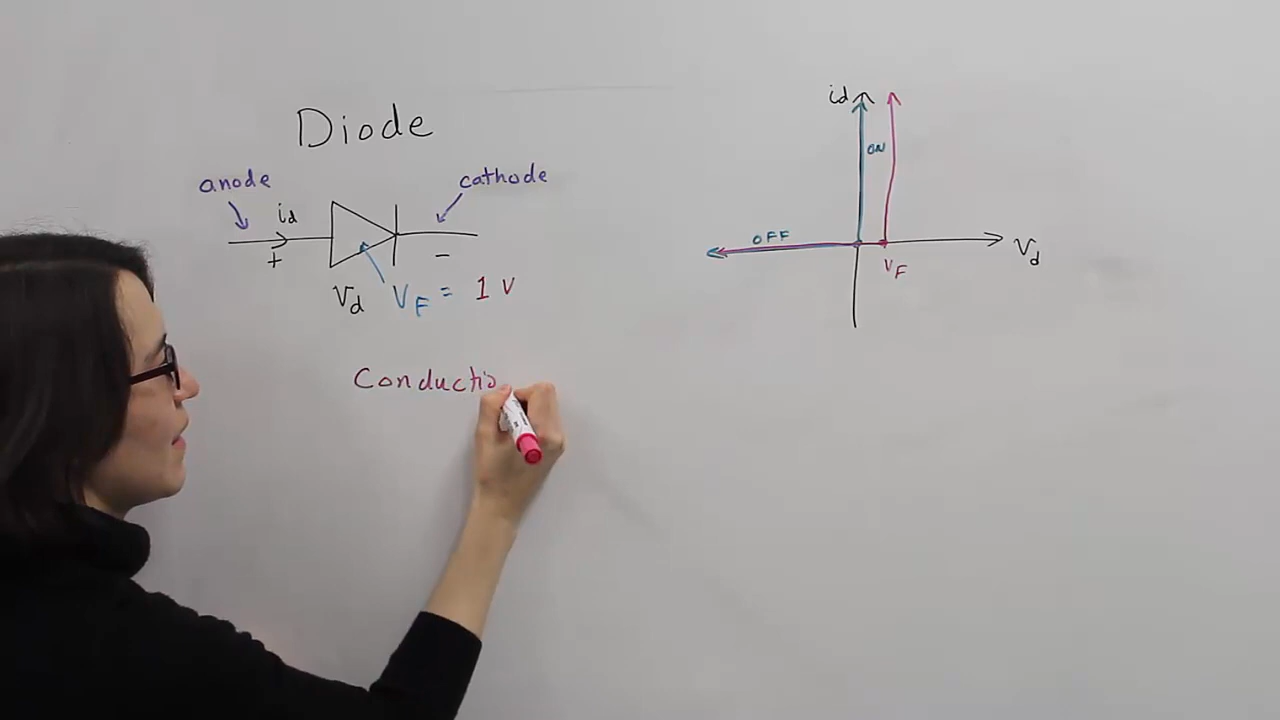 Diode
anode
cathode
id
+
-
Vd
VF = 1 V
Conductio
id
ON
OFF
VF
Vd